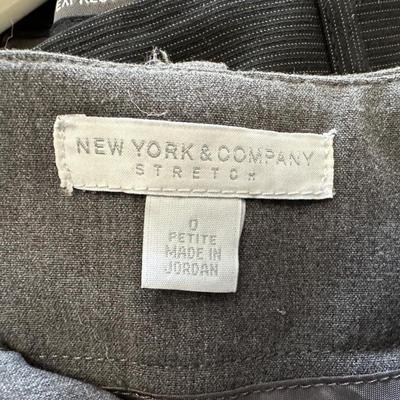 NEW YORK & COMPANY
STRETCH
0
PETITE
MADE IN
JORDAN